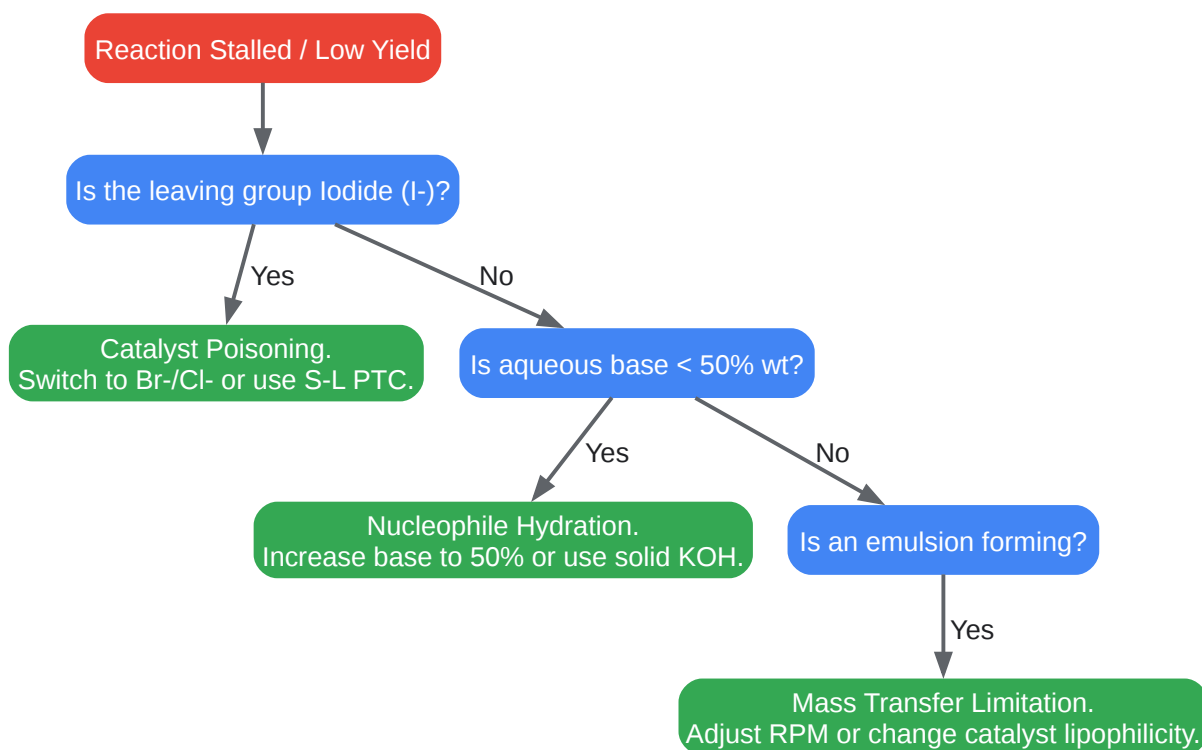 Reaction Stalled / Low Yield
Is the leaving group Iodide (I-)?
Yes
No
Catalyst Poisoning.
Switch to Br-/Cl- or use S-L PTC.
Is aqueous base < 50% wt?
Yes
No
Nucleophile Hydration.
Increase base to 50% or use solid KOH.
Is an emulsion forming?
Yes
Mass Transfer Limitation.
Adjust RPM or change catalyst lipophilicity.